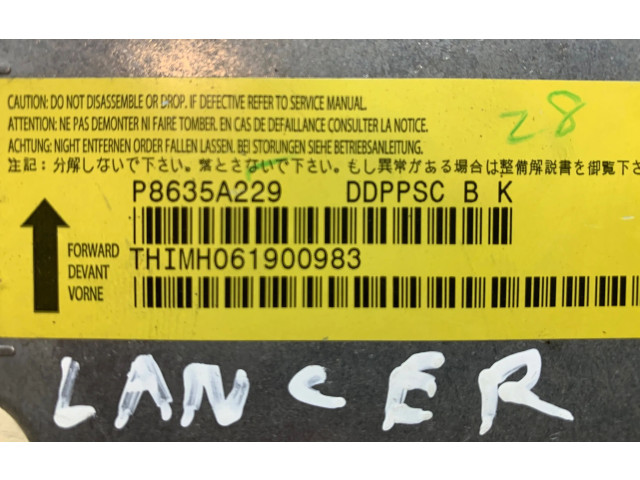 CAUTION: DO NOT DISASSEMBLE OR DROP. IF DEFECTIVE REFER TO SERVICE MANUAL.
ATTENTION: NE PAS DEMONTER NI FAIRE TOMBER. EN CAS DE DEFAILLANCE CONSULTER LA NOTICE.
ACHTUNG: NIGHT ENTFERNEN ORDER FALLEN LASSEN. BEI STORUNGEN SIEHE BETRIEBSANLEITUNG.
注記: 分解しないで下さい。落とさないで下さい。もし異常がある場合は整備解説書を御覧下さ
28
P8635A229 DDPPSC B K
FORWARD
DEVANT
VORNE
THIMH061900983
LANCER